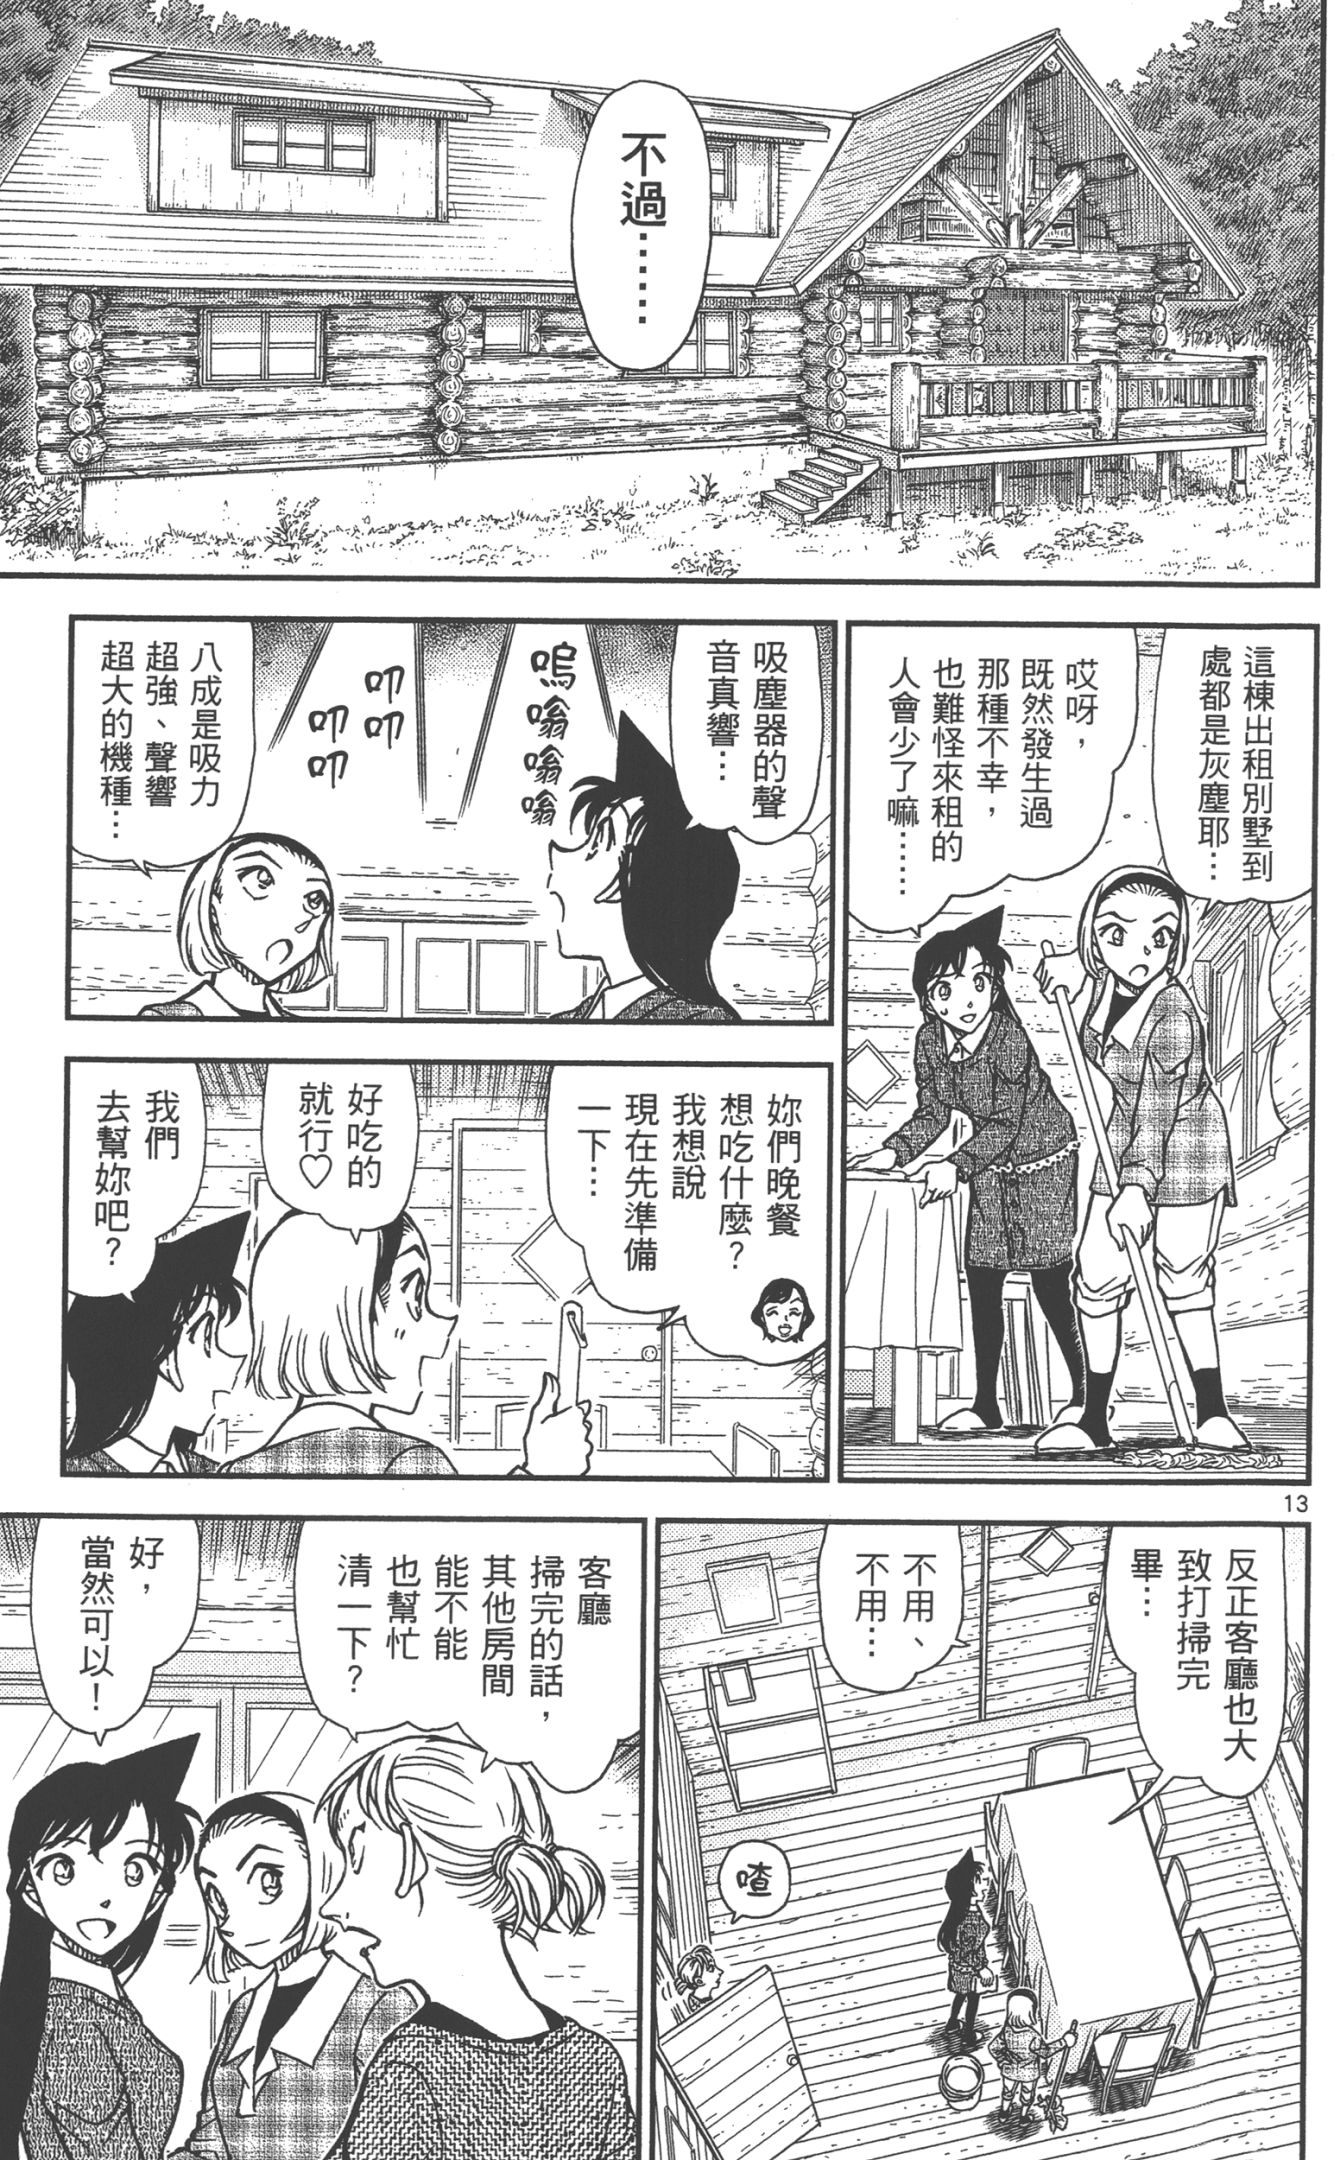 不過……
這棟出租別墅到
處都是灰塵耶…
哎呀，
既然發生過
那種不幸，
也難怪來租的
人會少了嘛……
吸塵器的聲
音真響…
嗚嗡嗡嗡
叩叩
叩叩
八成是吸力
超強、聲響
超大的機種…
妳們晚餐
想吃什麼？
我想說
現在先準備
一下…
好吃的
就行♡
我們
去幫妳吧？
13
反正客廳也大
致打掃完
畢…
不用、
不用…
喳
客廳
掃完的話，
其他房間
能不能
也幫忙
清一下？
好，
當然可以！